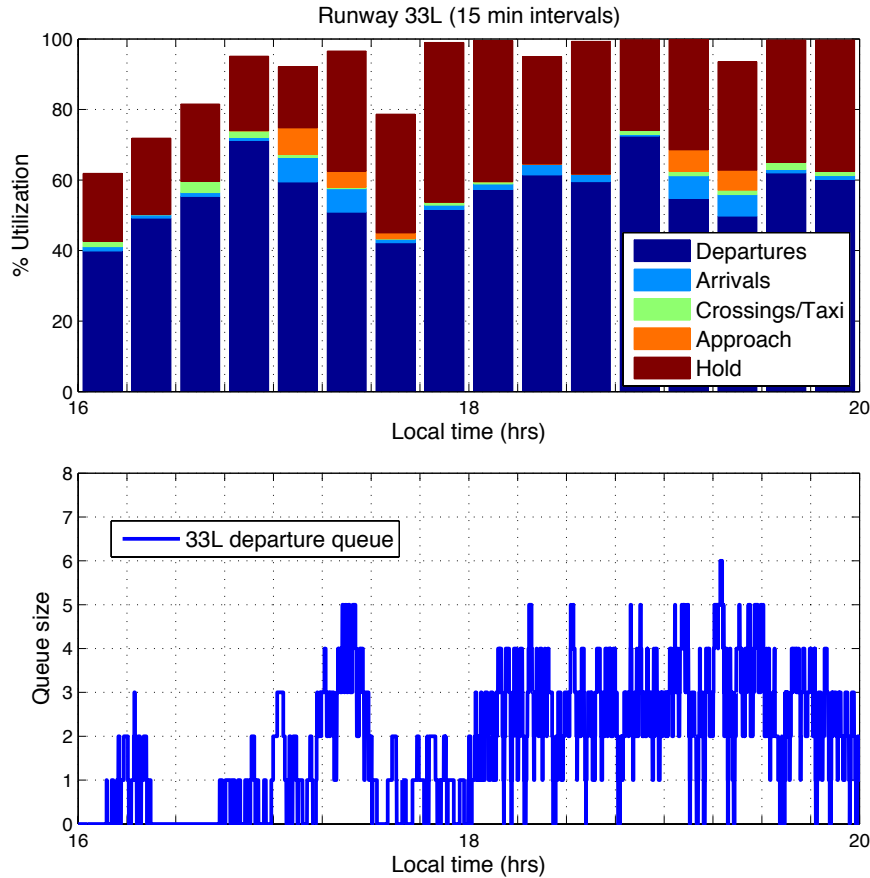 Runway 33L (15 min intervals)
% Utilization
100
80
60
40
20
0
Departures
Arrivals
Crossings/Taxi
Approach
Hold
16
18
20
Local time (hrs)
Queue size
8
7
6
5
4
3
2
1
0
33L departure queue
16
18
20
Local time (hrs)